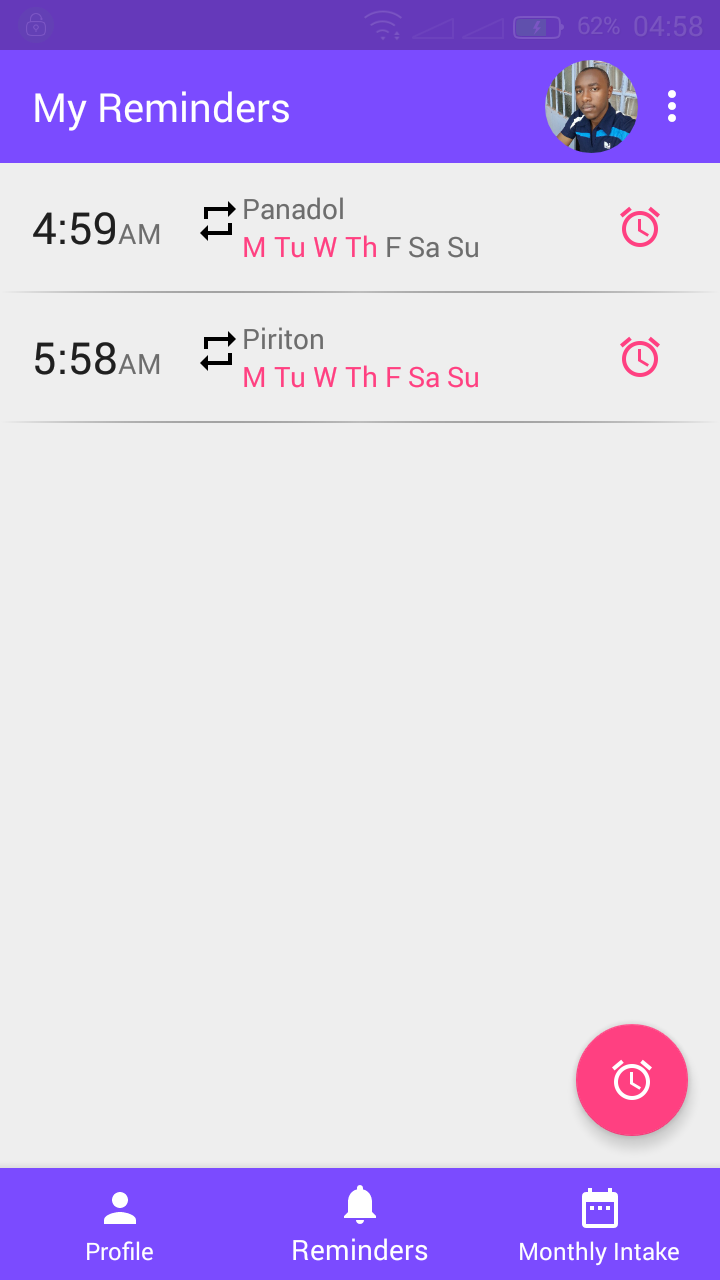 62% 04:58
My Reminders
4:59AM
Panadol
M Tu W Th F Sa Su
5:58AM
Piriton
M Tu W Th F Sa Su
Profile
Reminders
Monthly Intake